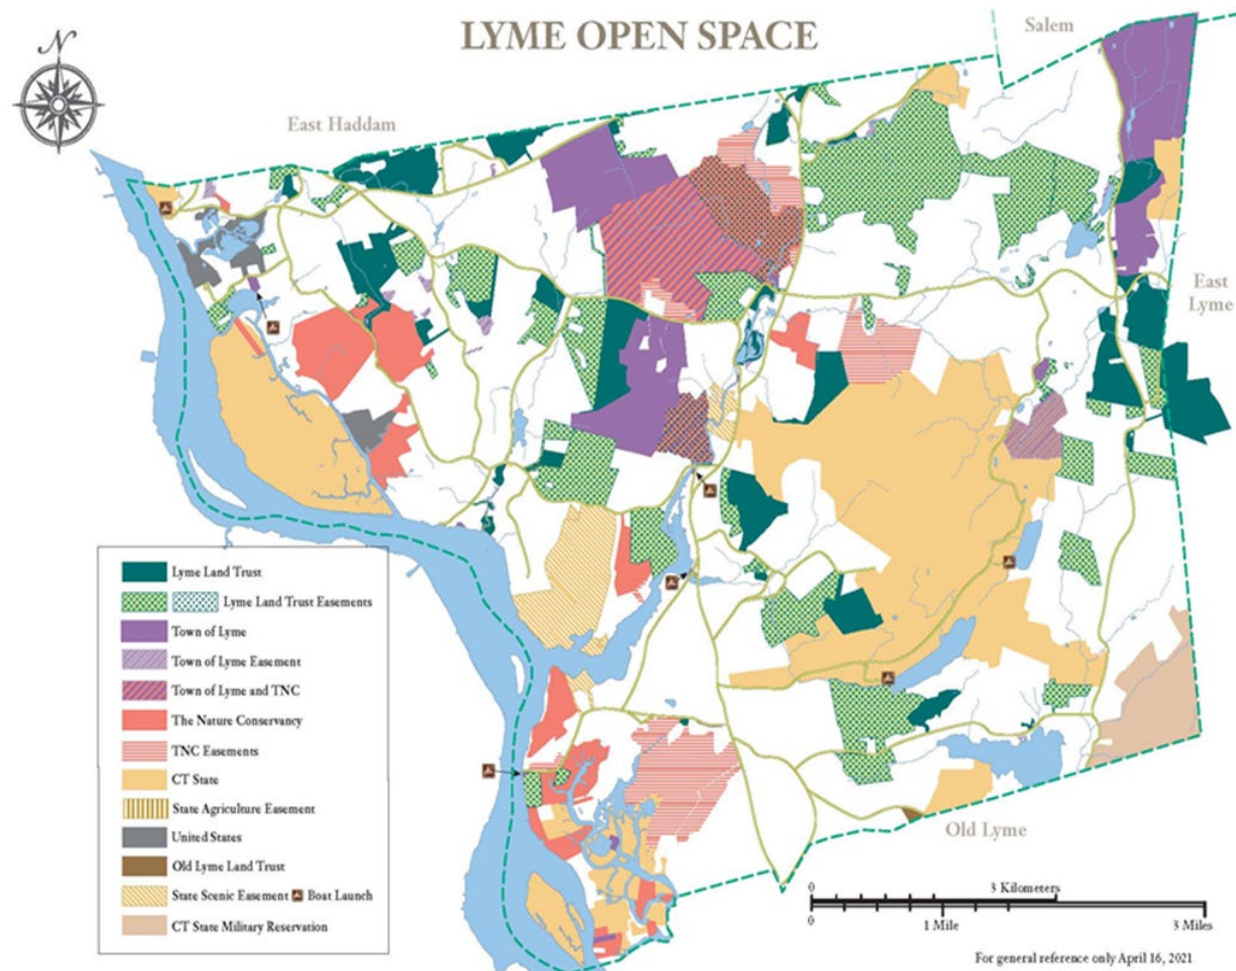 LYME OPEN SPACE
Salem
N
East Haddam
East
Lyme
Lyme Land Trust
Lyme Land Trust Easements
Town of Lyme
Town of Lyme Easement
Town of Lyme and TNC
The Nature Conservancy
TNC Easements
CT State
State Agriculture Easement
United States
Old Lyme Land Trust
State Scenic Easement Boat Launch
CT State Military Reservation
Old Lyme
0 3 Kilometers
0 1 Mile 3 Miles
For general reference only April 16, 2021